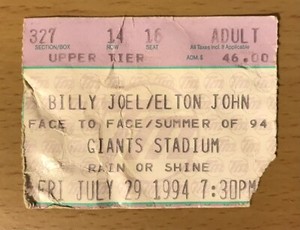 327 14 16 ADULT
SECTION/BOX ROW SEAT All Taxes Incl. If Applicable
UPPER TIER 46.00
BILLY JOEL/ELTON JOHN
FACE TO FACE/SUMMER OF 94
GIANTS STADIUM
RAIN OR SHINE
FRI JULY 29 1994 7:30PM